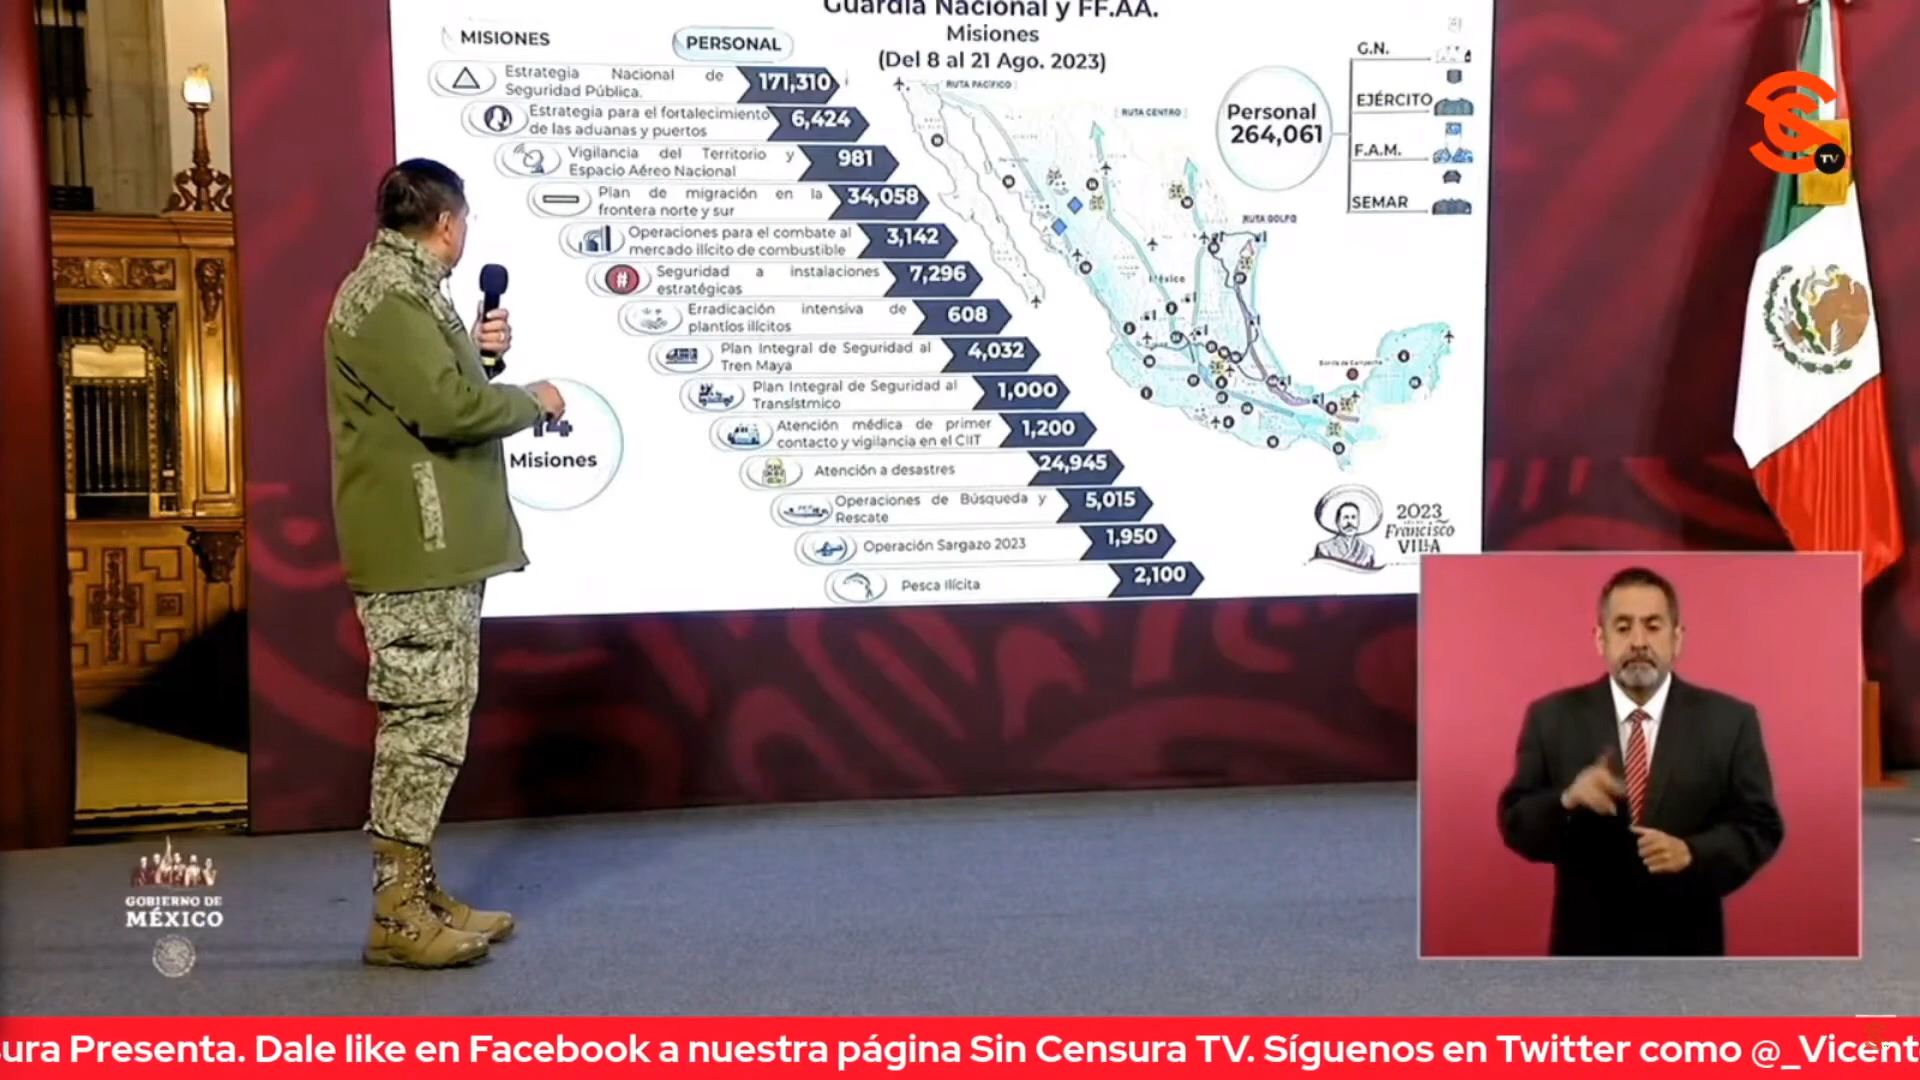 Guardia Nacional y FF.AA.
Misiones
(Del 8 al 21 Ago. 2023)
MISIONES
PERSONAL
Estrategia Nacional de
Seguridad Pública.
171,310
Estrategia para el fortalecimiento
de las aduanas y puertos
6,424
Vigilancia del Territorio y
Espacio Aéreo Nacional
981
Plan de migración en la
frontera norte y sur
34,058
Operaciones para el combate al
mercado ilícito de combustible
3,142
#
Seguridad a instalaciones
estratégicas
7,296
Erradicación intensiva de
plantíos ilícitos
608
Plan Integral de Seguridad al
Tren Maya
4,032
Plan Integral de Seguridad al
Transístmico
1,000
Atención médica de primer
contacto y vigilancia en el CIIT
1,200
Atención a desastres
24,945
Operaciones de Búsqueda y
Rescate
5,015
Operación Sargazo 2023
1,950
Pesca Ilícita
2,100
14
Misiones
RUTA PACÍFICO
RUTA CENTRO
RUTA GOLFO
México
Personal
264,061
G.N.
EJÉRCITO
F.A.M.
SEMAR
2023
Francisco
VILLA
TV
GOBIERNO DE
MÉXICO
sura Presenta. Dale like en Facebook a nuestra página Sin Censura TV. Síguenos en Twitter como @_Vicent